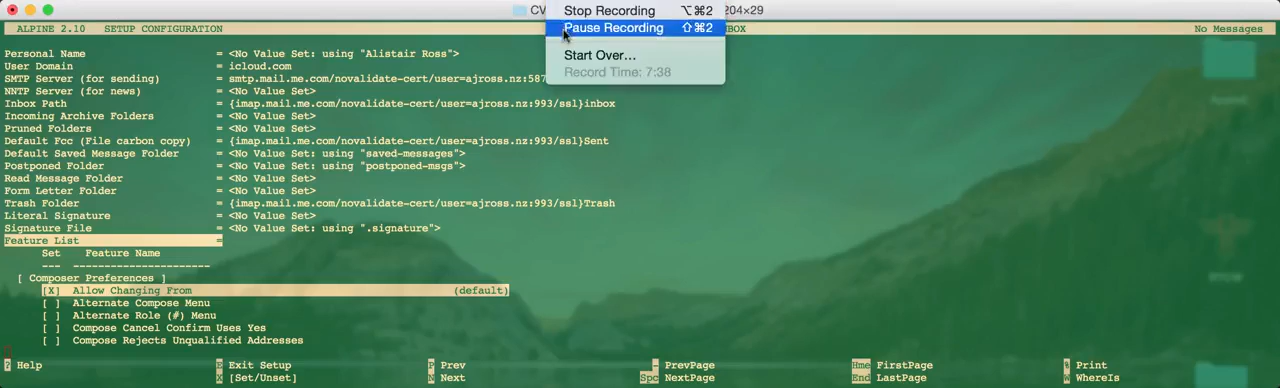 CV 204×29
Stop Recording ⌥⌘2
Pause Recording ⇧⌘2
Start Over...
Record Time: 7:38
ALPINE 2.10 SETUP CONFIGURATION BOX No Messages
Personal Name = <No Value Set: using "Alistair Ross">
User Domain = icloud.com
SMTP Server (for sending) = smtp.mail.me.com/novalidate-cert/user=ajross.nz:587
NNTP Server (for news) = <No Value Set>
Inbox Path = {imap.mail.me.com/novalidate-cert/user=ajross.nz:993/ssl}inbox
Incoming Archive Folders = <No Value Set>
Pruned Folders = <No Value Set>
Default Fcc (File carbon copy) = {imap.mail.me.com/novalidate-cert/user=ajross.nz:993/ssl}Sent
Default Saved Message Folder = <No Value Set: using "saved-messages">
Postponed Folder = <No Value Set: using "postponed-msgs">
Read Message Folder = <No Value Set>
Form Letter Folder = <No Value Set>
Trash Folder = {imap.mail.me.com/novalidate-cert/user=ajross.nz:993/ssl}Trash
Literal Signature = <No Value Set>
Signature File = <No Value Set: using ".signature">
Feature List =
Set Feature Name
--- ----------------------
[ Composer Preferences ]
[X] Allow Changing From (default)
[ ] Alternate Compose Menu
[ ] Alternate Role (#) Menu
[ ] Compose Cancel Confirm Uses Yes
[ ] Compose Rejects Unqualified Addresses
? Help E Exit Setup P Prev - PrevPage Hme FirstPage % Print
X [Set/Unset] N Next Spc NextPage End LastPage W WhereIs